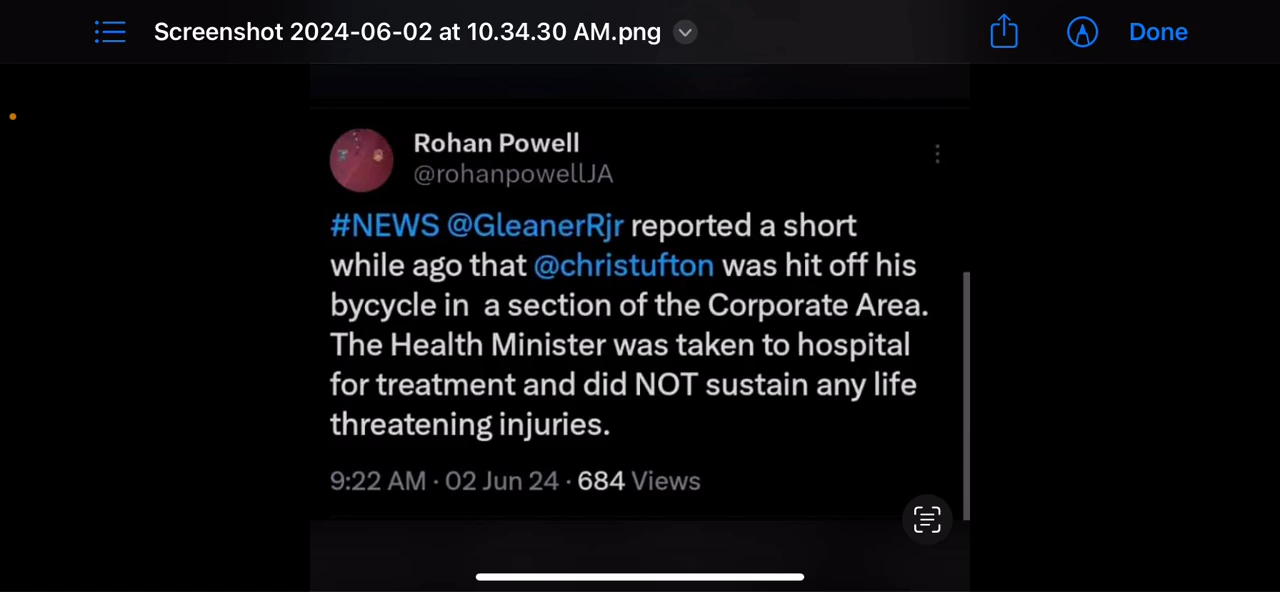 Screenshot 2024-06-02 at 10.34.30 AM.png
Done
Rohan Powell
@rohanpowellJA
#NEWS @GleanerRjr reported a short
while ago that @christufton was hit off his
bycycle in  a section of the Corporate Area.
The Health Minister was taken to hospital
for treatment and did NOT sustain any life
threatening injuries.
9:22 AM · 02 Jun 24 · 684 Views